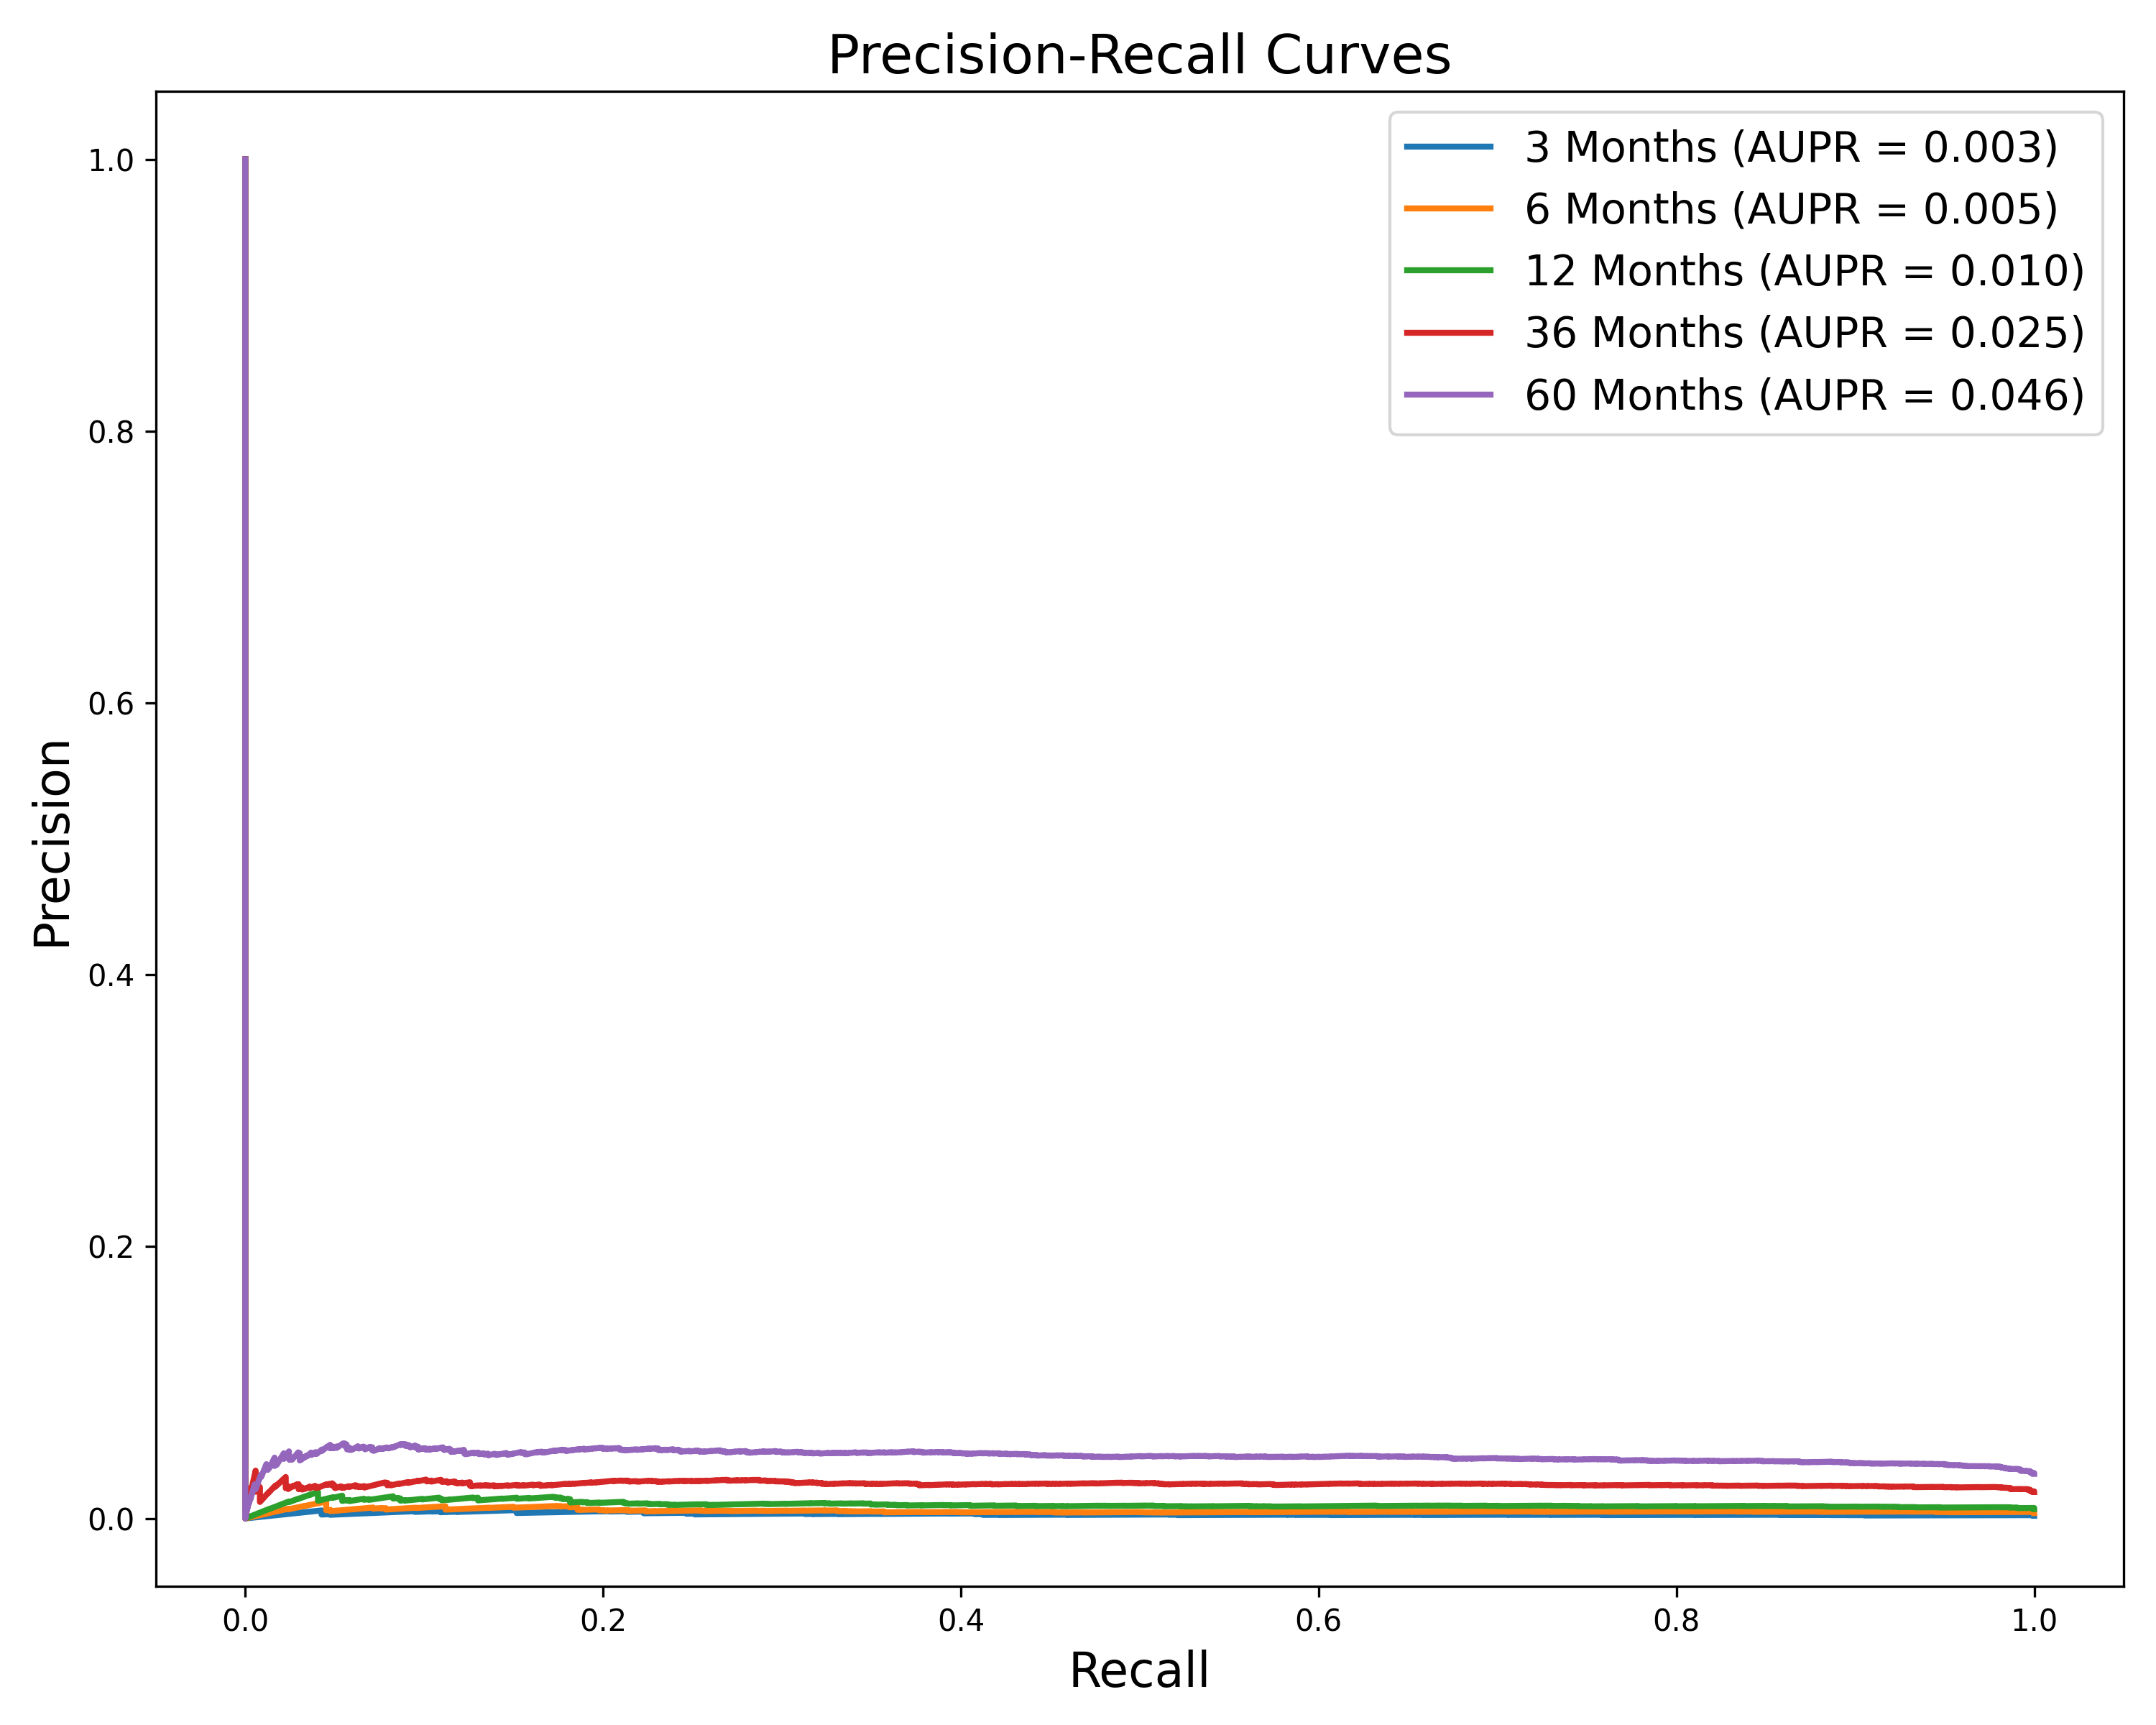 Precision-Recall Curves
3 Months (AUPR = 0.003)
6 Months (AUPR = 0.005)
12 Months (AUPR = 0.010)
36 Months (AUPR = 0.025)
60 Months (AUPR = 0.046)
Precision
1.0
0.8
0.6
0.4
0.2
0.0
0.0 0.2 0.4 0.6 0.8 1.0
Recall